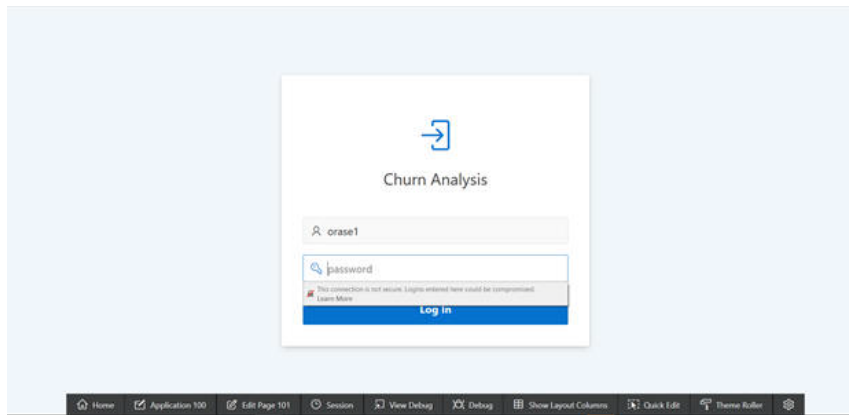 Churn Analysis
orase1
password
This connection is not secure. Logins entered here could be compromised.
Learn More
Log in
Home Application 100 Edit Page 101 Session View Debug Debug Show Layout Columns Quick Edit Theme Roller